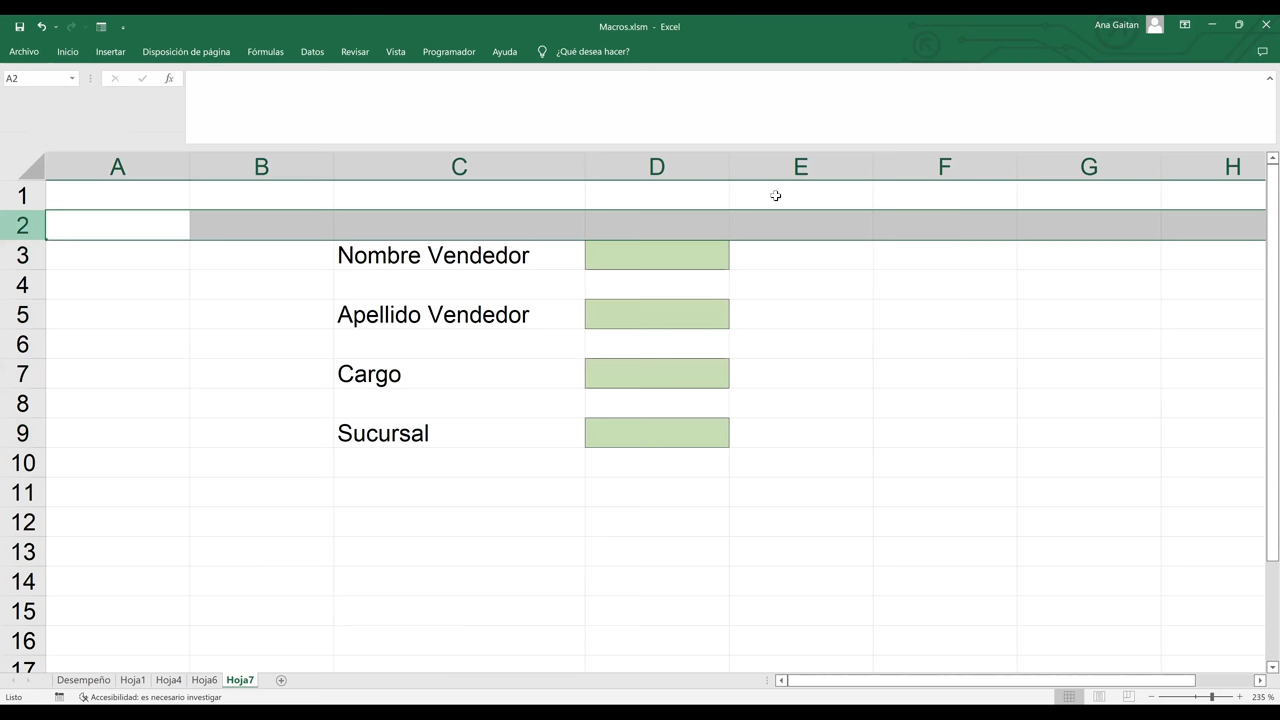 Macros.xlsm - Excel
Ana Gaitan
Archivo Inicio Insertar Disposición de página Fórmulas Datos Revisar Vista Programador Ayuda ¿Qué desea hacer?
A2 fx
A B C D E F G H
1
2
3 Nombre Vendedor
4
5 Apellido Vendedor
6
7 Cargo
8
9 Sucursal
10
11
12
13
14
15
16
17
Desempeño Hoja1 Hoja4 Hoja6 Hoja7
Listo Accesibilidad: es necesario investigar 235 %